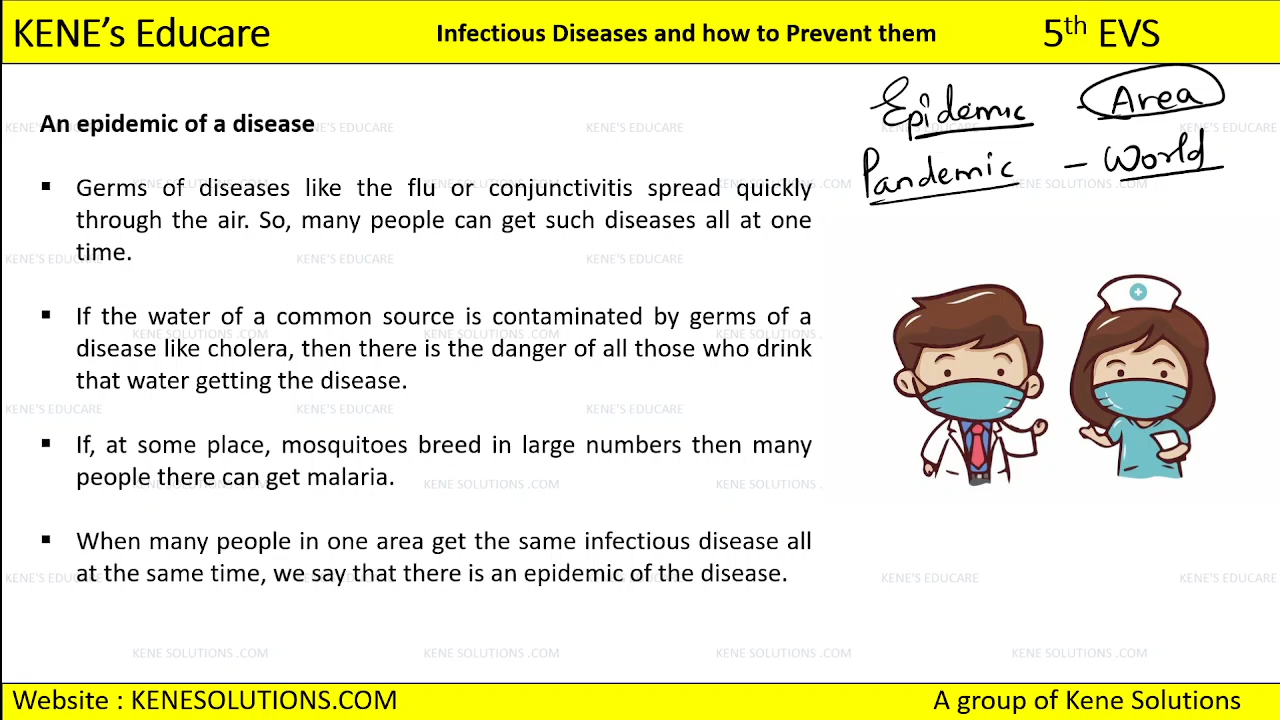 KENE's Educare
Infectious Diseases and how to Prevent them
5th EVS
Epidemic - Area
Pandemic - World
An epidemic of a disease
▪ Germs of diseases like the flu or conjunctivitis spread quickly
through the air. So, many people can get such diseases all at one
time.
▪ If the water of a common source is contaminated by germs of a
disease like cholera, then there is the danger of all those who drink
that water getting the disease.
▪ If, at some place, mosquitoes breed in large numbers then many
people there can get malaria.
▪ When many people in one area get the same infectious disease all
at the same time, we say that there is an epidemic of the disease.
KENE'S EDUCARE
KENE SOLUTIONS .COM
Website : KENESOLUTIONS.COM
A group of Kene Solutions